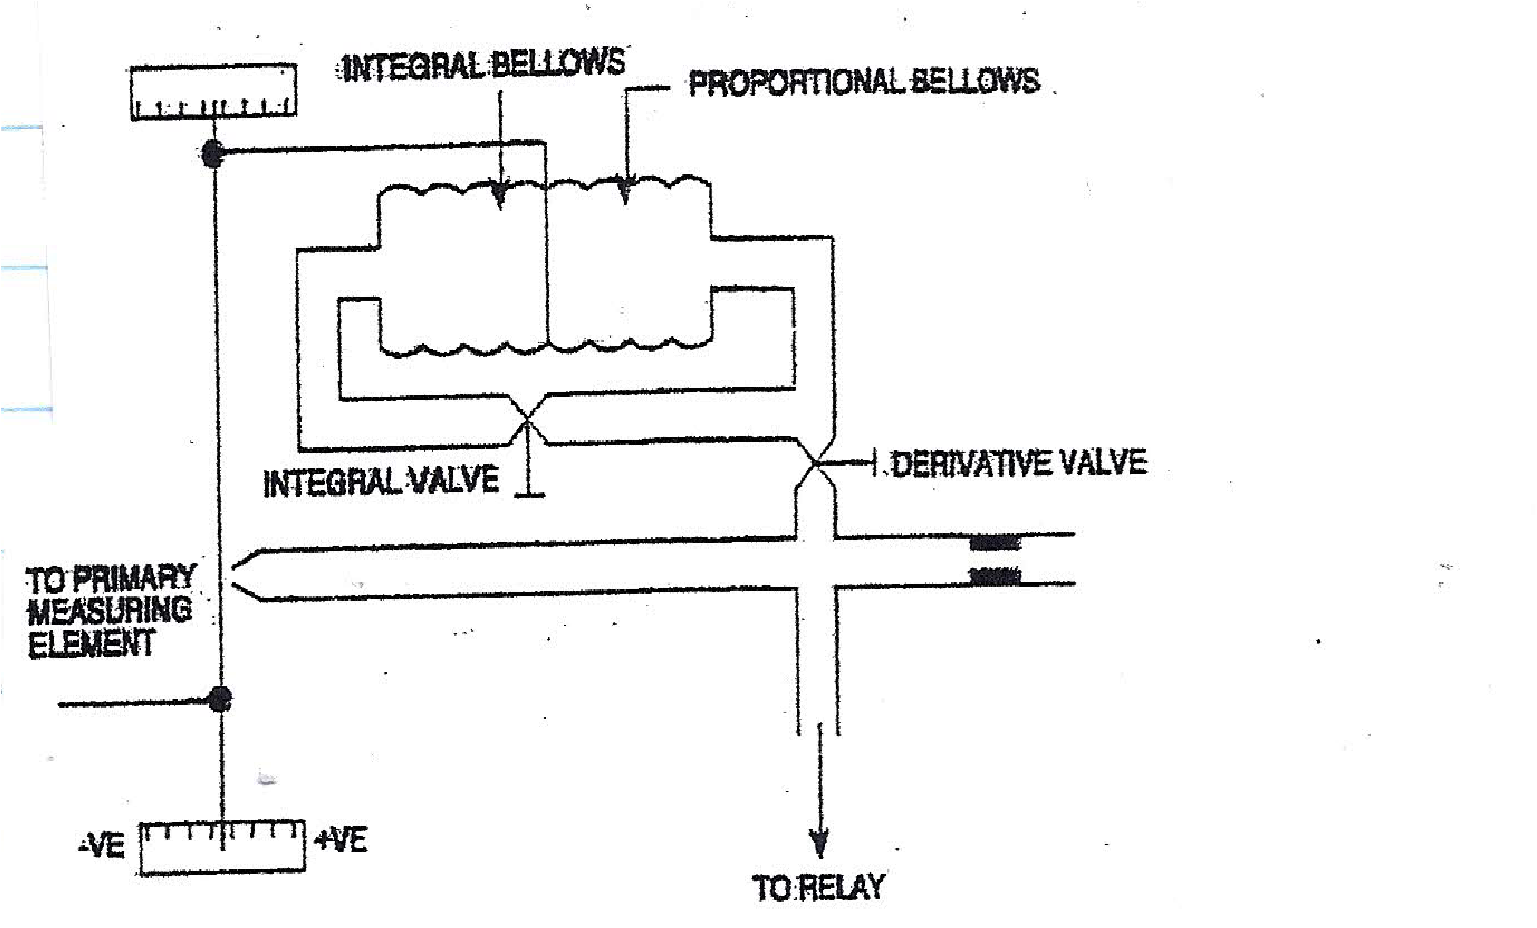 INTEGRAL BELLOWS
PROPORTIONAL BELLOWS
INTEGRAL VALVE
DERIVATIVE VALVE
TO PRIMARY
MEASURING
ELEMENT
-VE
+VE
TO RELAY